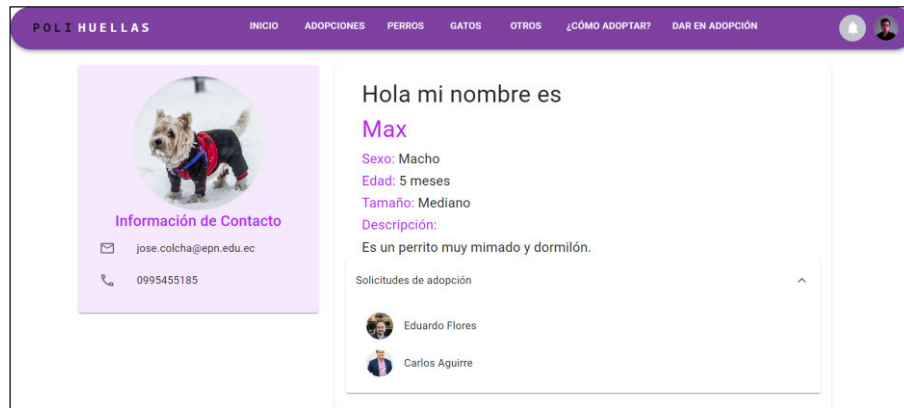 POLI HUELLAS INICIO ADOPCIONES PERROS GATOS OTROS ¿CÓMO ADOPTAR? DAR EN ADOPCIÓN
Información de Contacto
jose.colcha@epn.edu.ec
0995455185
Hola mi nombre es
Max
Sexo: Macho
Edad: 5 meses
Tamaño: Mediano
Descripción:
Es un perrito muy mimado y dormilón.
Solicitudes de adopción
Eduardo Flores
Carlos Aguirre